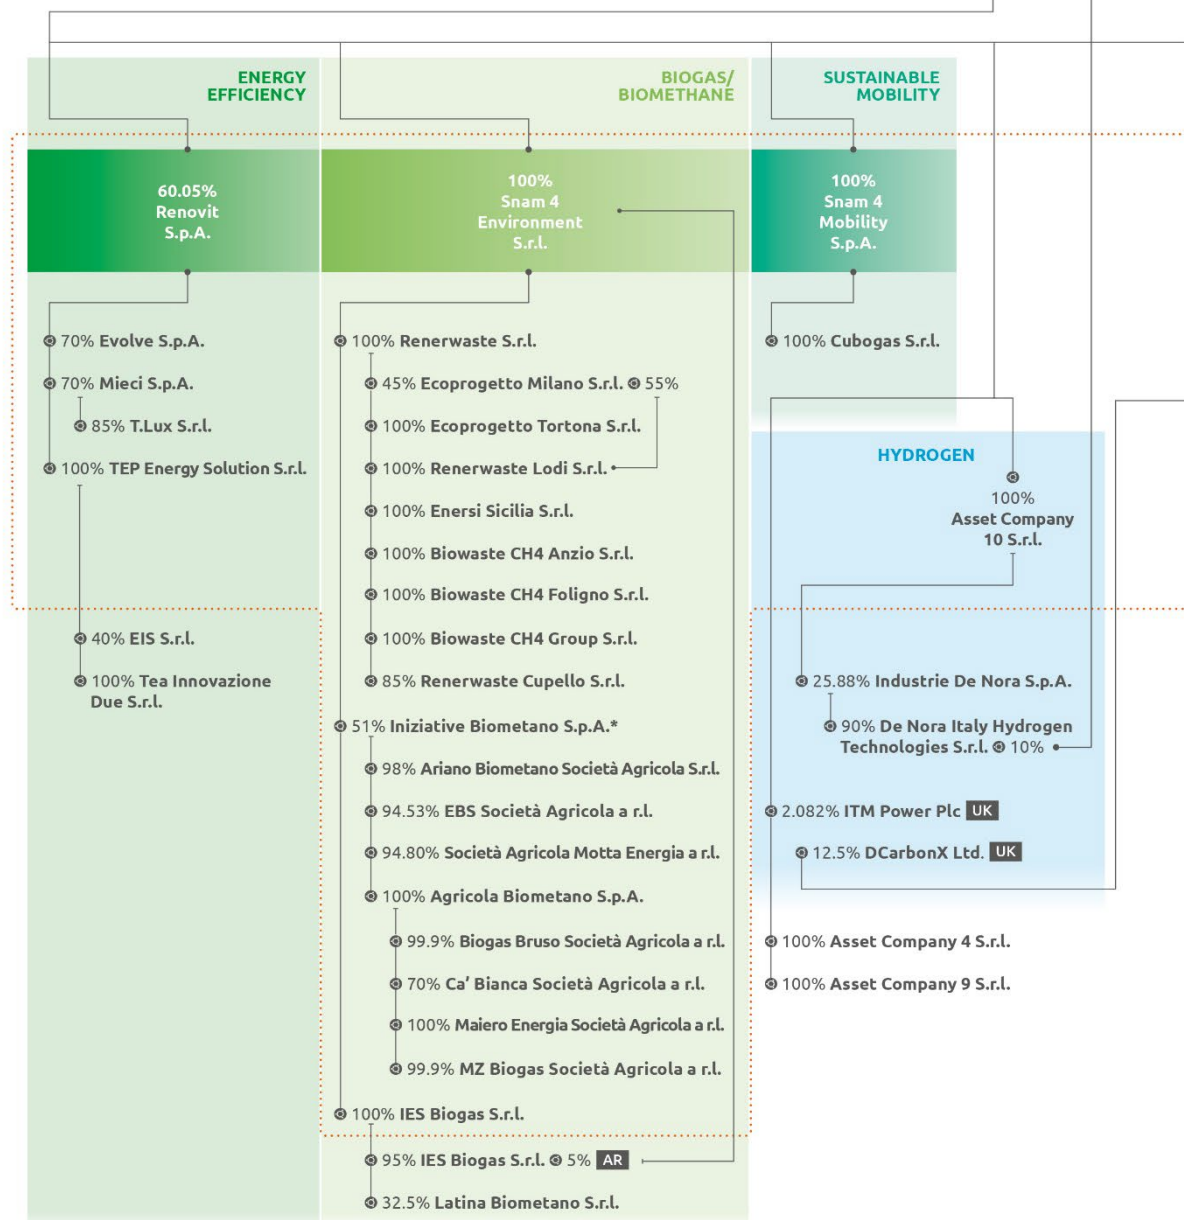 ENERGY
EFFICIENCY
60.05%
Renovit
S.p.A.
70% Evolve S.p.A.
70% Mieci S.p.A.
85% T.Lux S.r.l.
100% TEP Energy Solution S.r.l.
40% EIS S.r.l.
100% Tea Innovazione
Due S.r.l.
BIOGAS/
BIOMETHANE
100%
Snam 4
Environment
S.r.l.
100% Renerwaste S.r.l.
45% Ecoprogetto Milano S.r.l. 55%
100% Ecoprogetto Tortona S.r.l.
100% Renerwaste Lodi S.r.l.
100% Enersi Sicilia S.r.l.
100% Biowaste CH4 Anzio S.r.l.
100% Biowaste CH4 Foligno S.r.l.
100% Biowaste CH4 Group S.r.l.
85% Renerwaste Cupello S.r.l.
51% Iniziative Biometano S.p.A.*
98% Ariano Biometano Società Agricola S.r.l.
94.53% EBS Società Agricola a r.l.
94.80% Società Agricola Motta Energia a r.l.
100% Agricola Biometano S.p.A.
99.9% Biogas Bruso Società Agricola a r.l.
70% Ca’ Bianca Società Agricola a r.l.
100% Maiero Energia Società Agricola a r.l.
99.9% MZ Biogas Società Agricola a r.l.
100% IES Biogas S.r.l.
95% IES Biogas S.r.l. 5% AR
32.5% Latina Biometano S.r.l.
SUSTAINABLE
MOBILITY
100%
Snam 4
Mobility
S.p.A.
100% Cubogas S.r.l.
HYDROGEN
100%
Asset Company
10 S.r.l.
25.88% Industrie De Nora S.p.A.
90% De Nora Italy Hydrogen
Technologies S.r.l. 10%
2.082% ITM Power Plc UK
12.5% DCarbonX Ltd. UK
100% Asset Company 4 S.r.l.
100% Asset Company 9 S.r.l.